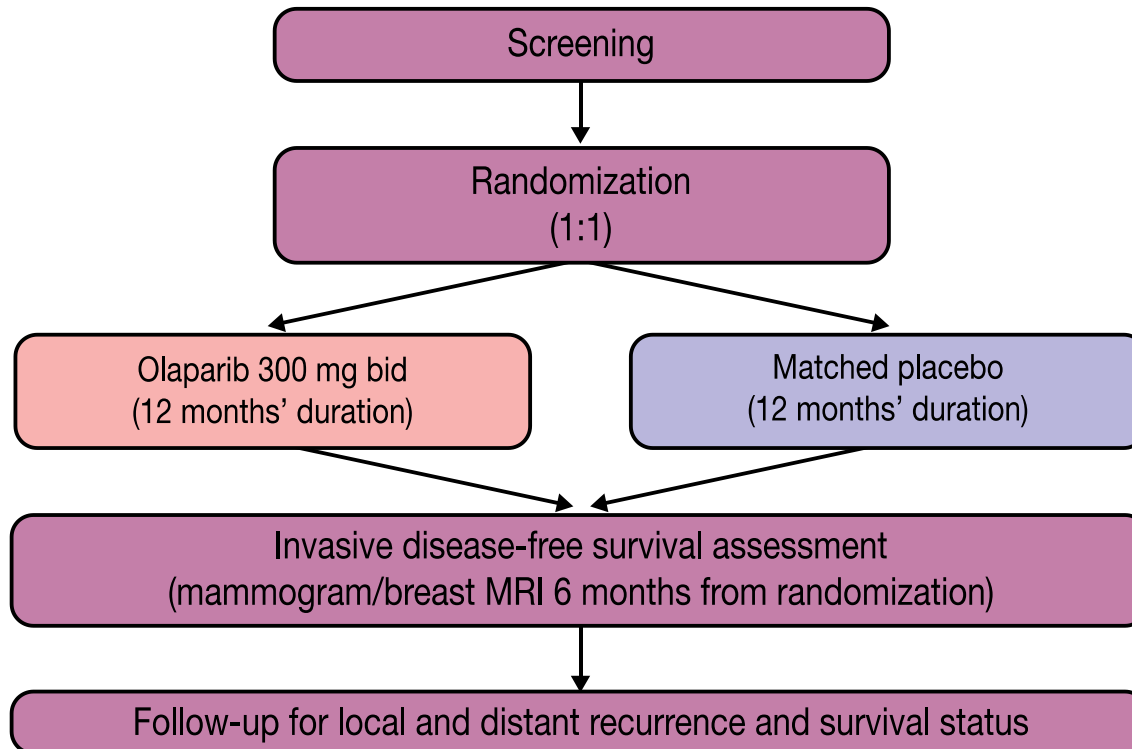 Screening
Randomization
(1:1)
Olaparib 300 mg bid
(12 months’ duration)
Matched placebo
(12 months’ duration)
Invasive disease-free survival assessment
(mammogram/breast MRI 6 months from randomization)
Follow-up for local and distant recurrence and survival status